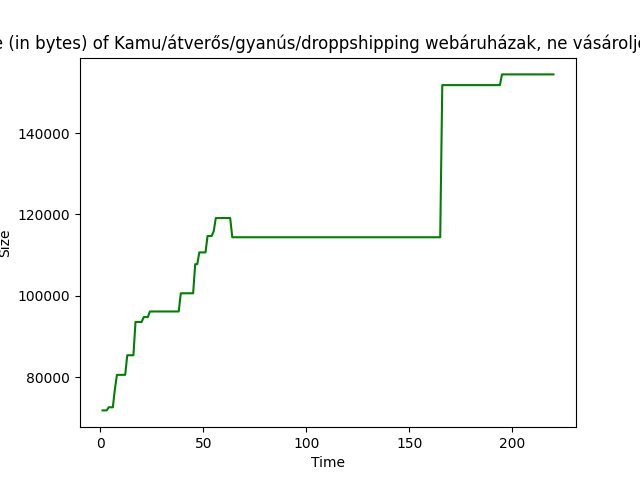 (in bytes) of Kamu/átverős/gyanús/droppshipping webáruházak, ne
140000
120000
100000
80000
Size
0 50 100 150 200
Time